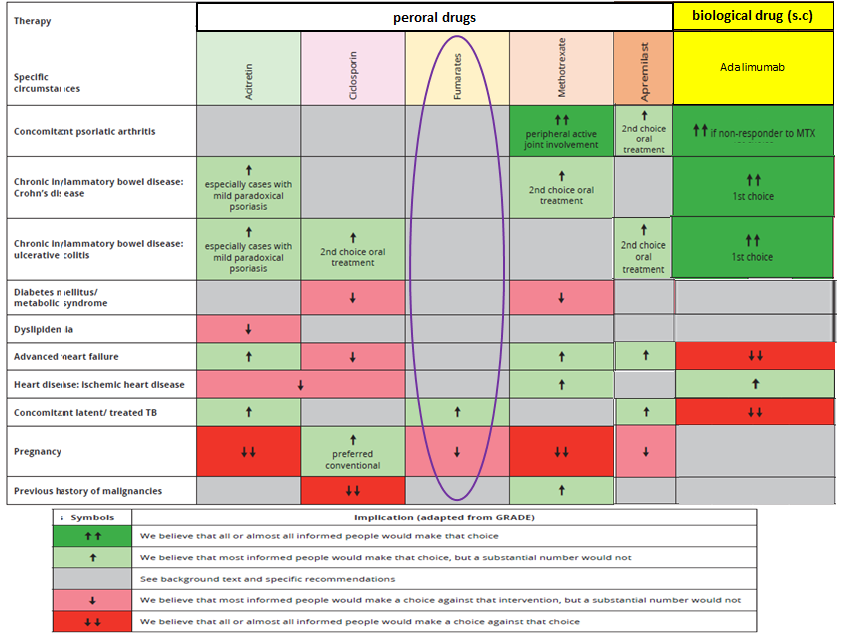 Therapy
peroral drugs
biological drug (s.c)
Specific
circumstances
Acitretin
Ciclosporin
Fumarates
Methotrexate
Apremilast
Adalimumab
Concomitant psoriatic arthritis
↑↑
peripheral active
joint involvement
↑
2nd choice
oral
treatment
↑↑ if non-responder to MTX
Chronic inflammatory bowel disease:
Crohn's disease
↑
especially cases with
mild paradoxical
psoriasis
↑
2nd choice oral
treatment
↑↑
1st choice
Chronic inflammatory bowel disease:
ulcerative colitis
↑
especially cases with
mild paradoxical
psoriasis
↑
2nd choice oral
treatment
↑
2nd choice
oral
treatment
↑↑
1st choice
Diabetes mellitus/
metabolic syndrome
↓
↓
Dyslipidemia
↓
Advanced heart failure
↑
↓
↑
↑
↓↓
Heart disease: ischemic heart disease
↓
↑
↑
Concomitant latent/ treated TB
↑
↑
↑
↓↓
Pregnancy
↓↓
↑
preferred
conventional
↓
↓↓
↓
Previous history of malignancies
↓↓
↑
Symbols
Implication (adapted from GRADE)
↑↑
We believe that all or almost all informed people would make that choice
↑
We believe that most informed people would make that choice, but a substantial number would not
See background text and specific recommendations
↓
We believe that most informed people would make a choice against that intervention, but a substantial number would not
↓↓
We believe that all or almost all informed people would make a choice against that choice